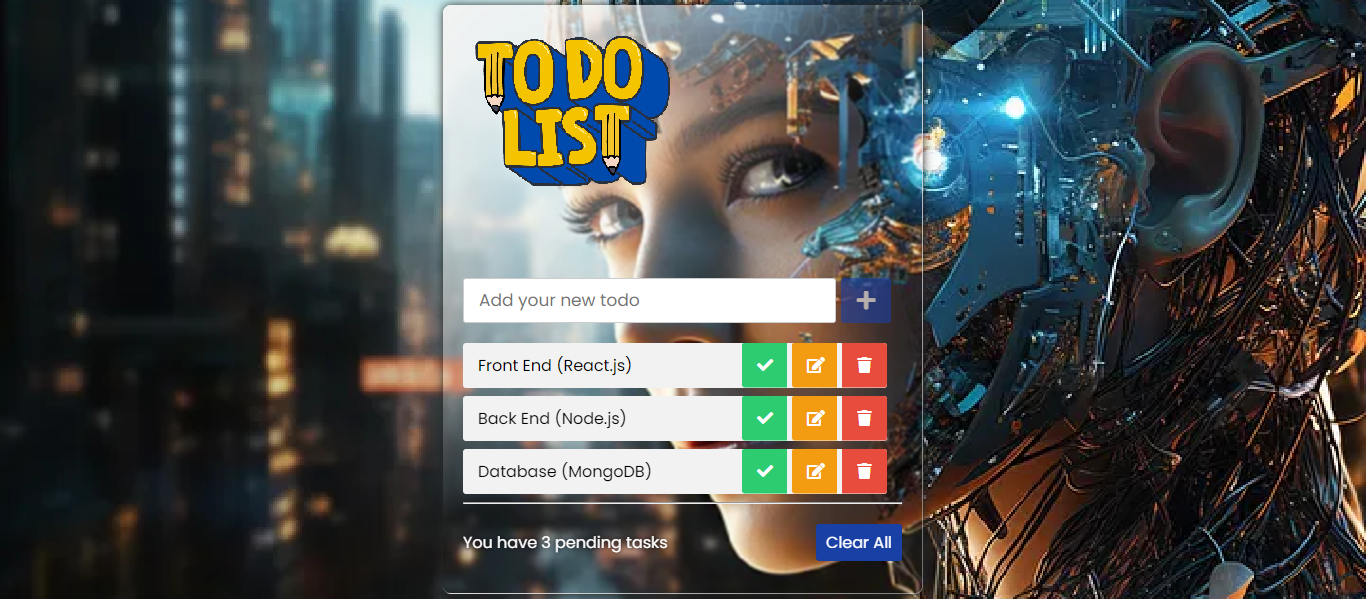 TO DO
LIST
Add your new todo
Front End (React.js)
Back End (Node.js)
Database (MongoDB)
You have 3 pending tasks
Clear All